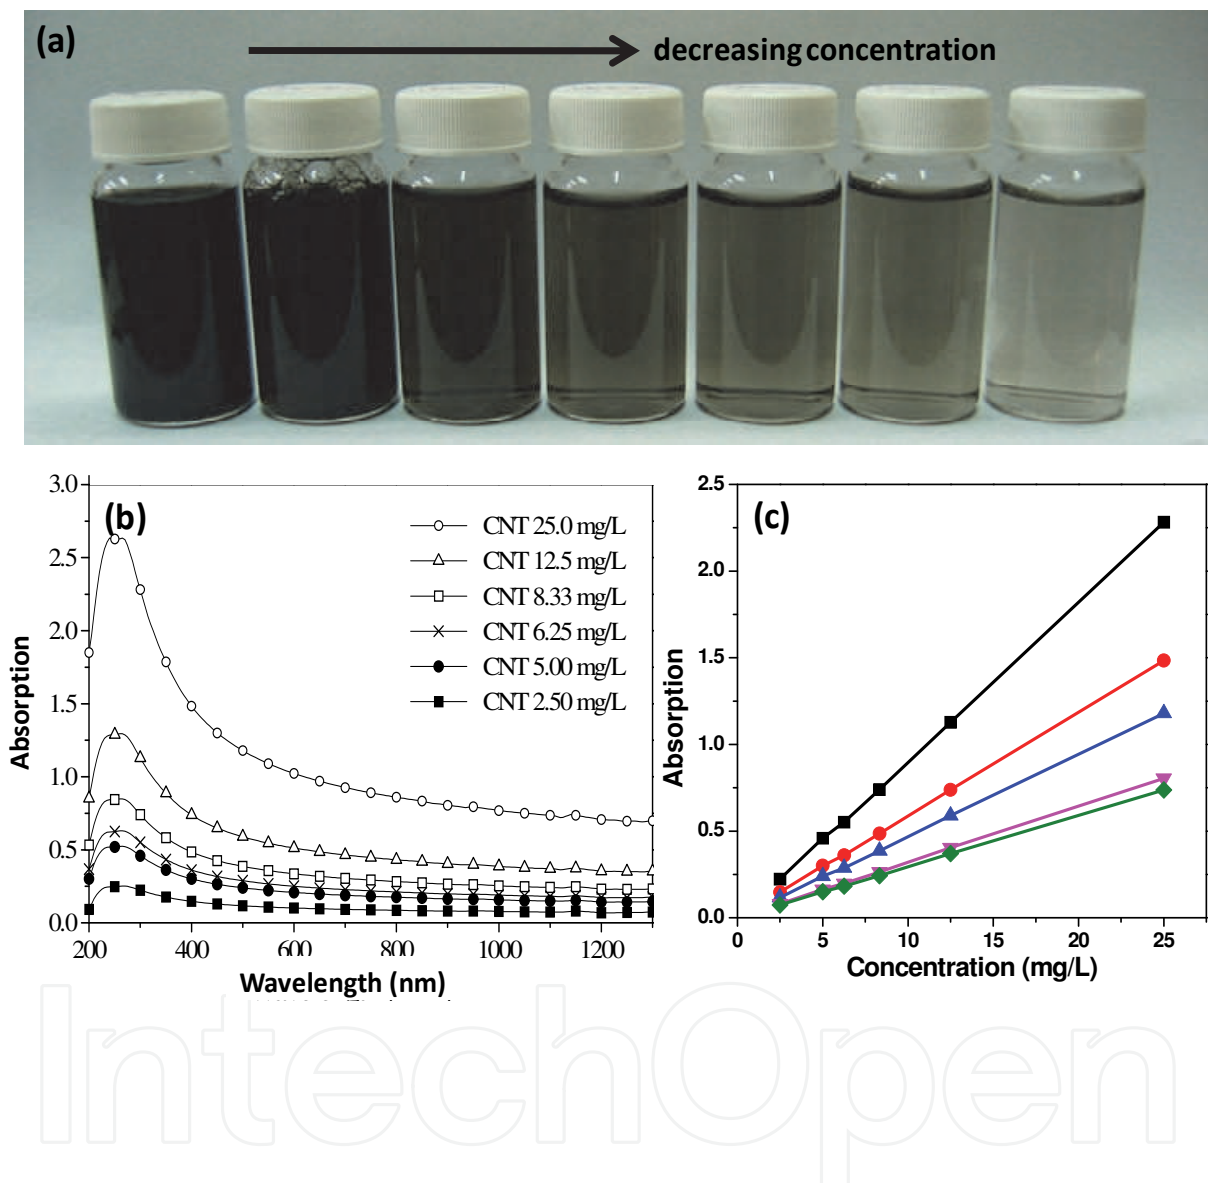 (a)
decreasing concentration
(b)
3.0
2.5
2.0
1.5
1.0
0.5
0.0
Absorption
CNT 25.0 mg/L
CNT 12.5 mg/L
CNT 8.33 mg/L
CNT 6.25 mg/L
CNT 5.00 mg/L
CNT 2.50 mg/L
200 400 600 800 1000 1200
Wavelength (nm)
(c)
2.5
2.0
1.5
1.0
0.5
0.0
Absorption
0 5 10 15 20 25
Concentration (mg/L)
IntechOpen